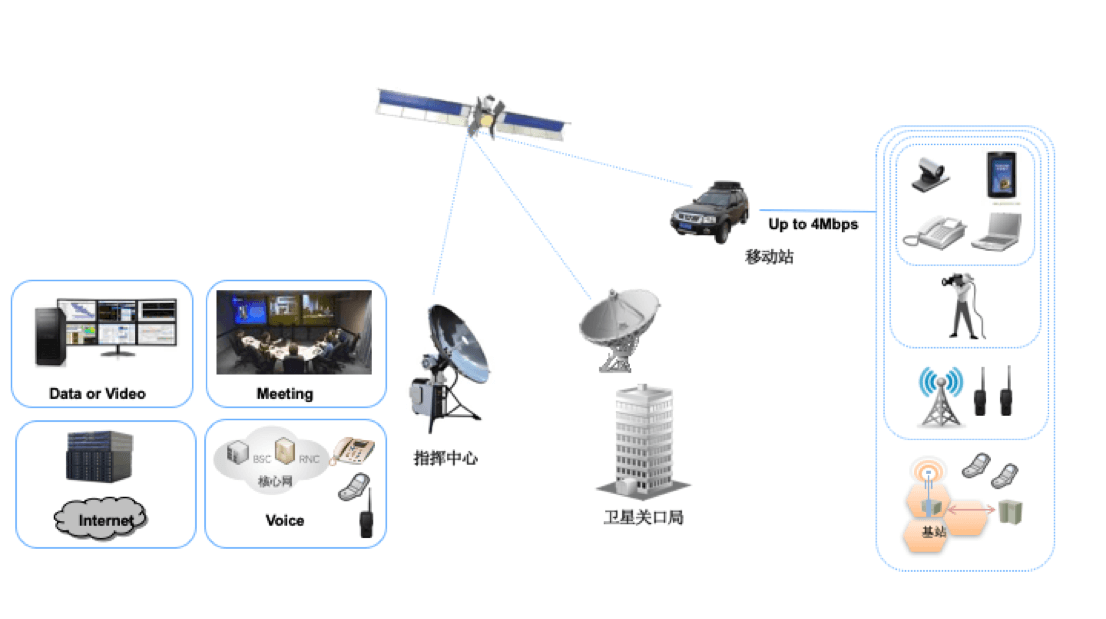 Up to 4Mbps
移动站
Data or Video
Meeting
指挥中心
BSC
RNC
核心网
Internet
Voice
卫星关口局
基站